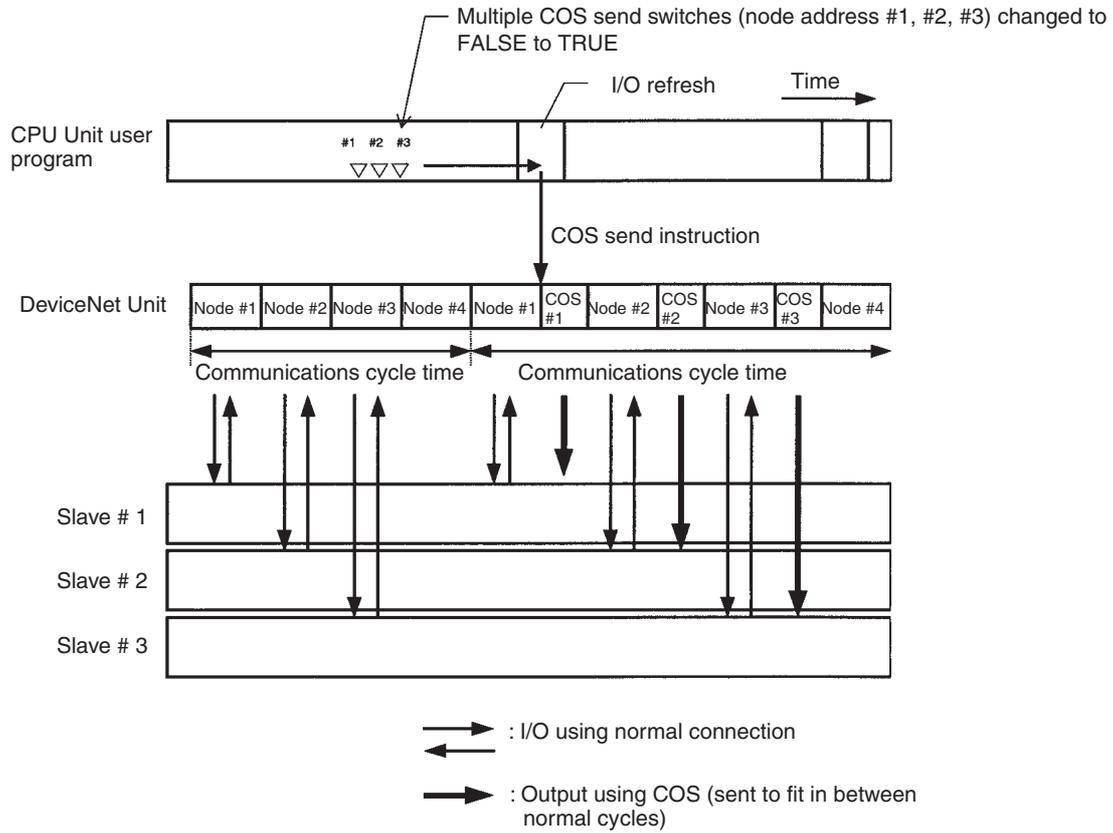 Multiple COS send switches (node address #1, #2, #3) changed to
FALSE to TRUE
I/O refresh
Time
CPU Unit user
program
#1 #2 #3
COS send instruction
DeviceNet Unit
Node #1
Node #2
Node #3
Node #4
Node #1
COS
#1
Node #2
COS
#2
Node #3
COS
#3
Node #4
Communications cycle time
Communications cycle time
Slave # 1
Slave # 2
Slave # 3
: I/O using normal connection
: Output using COS (sent to fit in between
normal cycles)